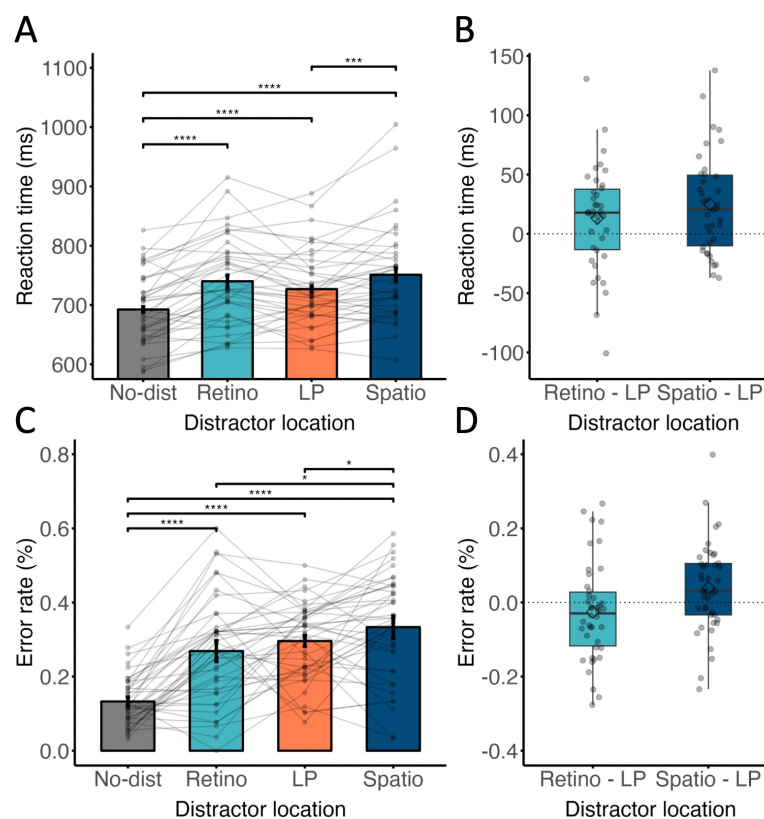 A
Reaction time (ms)
1100
1000
900
800
700
600
***
****
****
****
No-dist Retino LP Spatio
Distractor location
B
Reaction time (ms)
150
100
50
0
-50
-100
Retino - LP Spatio - LP
Distractor location
C
Error rate (%)
0.8
0.6
0.4
0.2
0.0
*
*
****
****
****
No-dist Retino LP Spatio
Distractor location
D
Error rate (%)
0.4
0.2
0.0
-0.2
-0.4
Retino - LP Spatio - LP
Distractor location